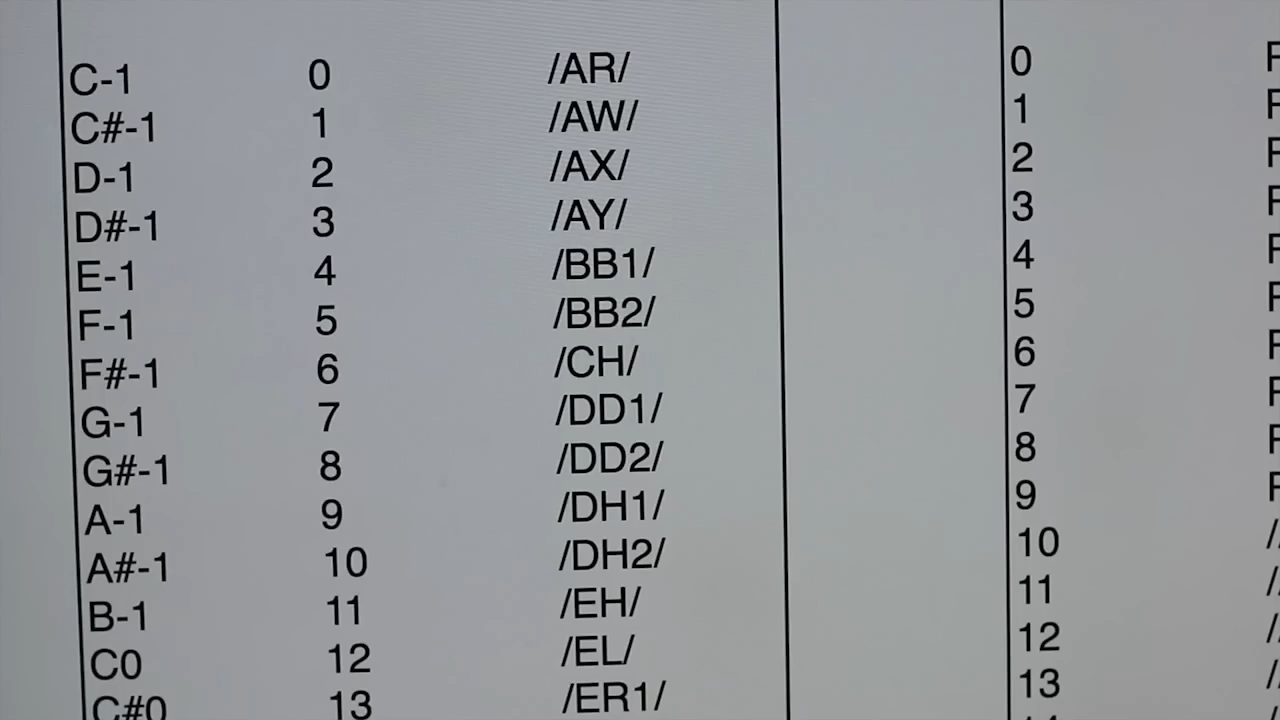 C-1 0 /AR/ 0
C#-1 1 /AW/ 1
D-1 2 /AX/ 2
D#-1 3 /AY/ 3
E-1 4 /BB1/ 4
F-1 5 /BB2/ 5
F#-1 6 /CH/ 6
G-1 7 /DD1/ 7
G#-1 8 /DD2/ 8
A-1 9 /DH1/ 9
A#-1 10 /DH2/ 10
B-1 11 /EH/ 11
C0 12 /EL/ 12
C#0 13 /ER1/ 13